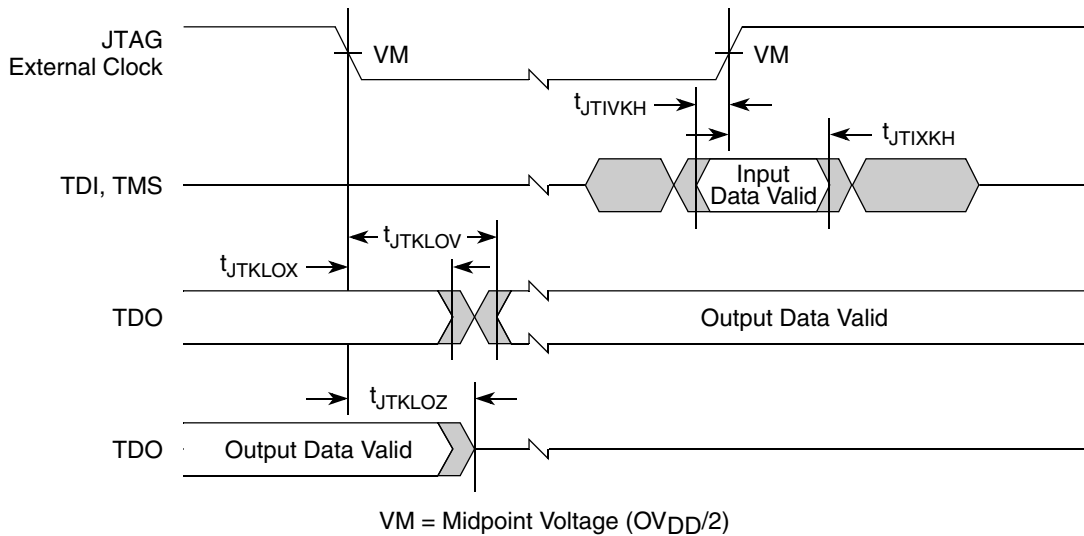 JTAG
External Clock
VM
VM
tJTIVKH
tJTIXKH
TDI, TMS
Input
Data Valid
tJTKLOV
tJTKLOX
TDO
Output Data Valid
tJTKLOZ
TDO
Output Data Valid
VM = Midpoint Voltage (OVDD/2)